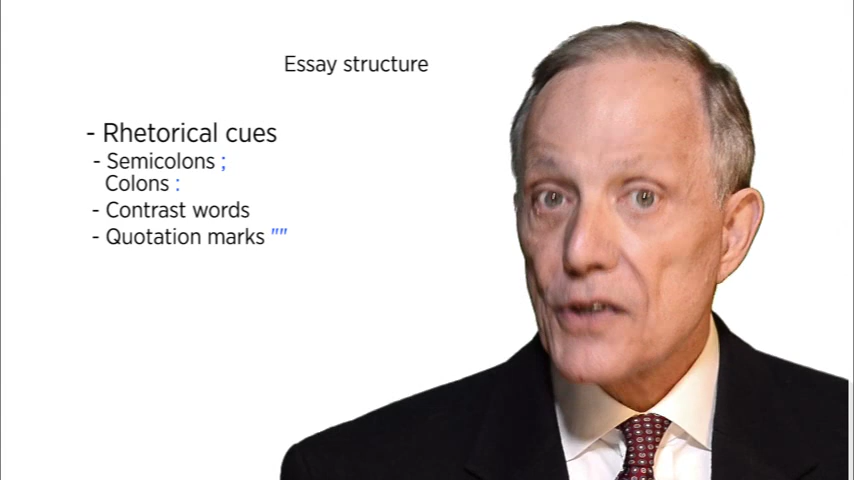 Essay structure
- Rhetorical cues
- Semicolons ;
Colons :
- Contrast words
- Quotation marks ""